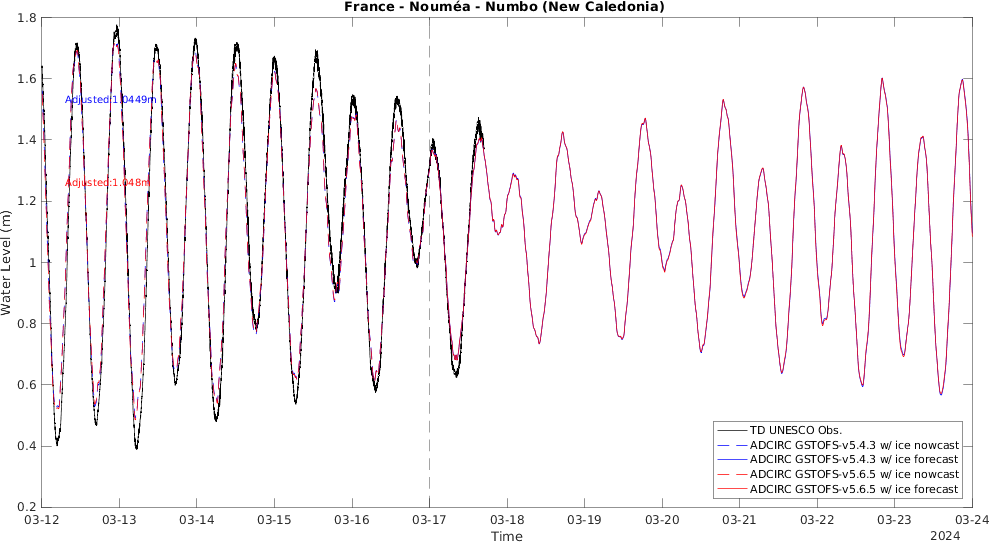 France - Nouméa - Numbo (New Caledonia)
1.8
1.6
1.4
1.2
1
0.8
0.6
0.4
0.2
Water Level (m)
Adjusted:1.0449m
Adjusted:1.048m
TD UNESCO Obs.
ADCIRC GSTOFS-v5.4.3 w/ ice nowcast
ADCIRC GSTOFS-v5.4.3 w/ ice forecast
ADCIRC GSTOFS-v5.6.5 w/ ice nowcast
ADCIRC GSTOFS-v5.6.5 w/ ice forecast
03-12 03-13 03-14 03-15 03-16 03-17 03-18 03-19 03-20 03-21 03-22 03-23 03-24
Time
2024